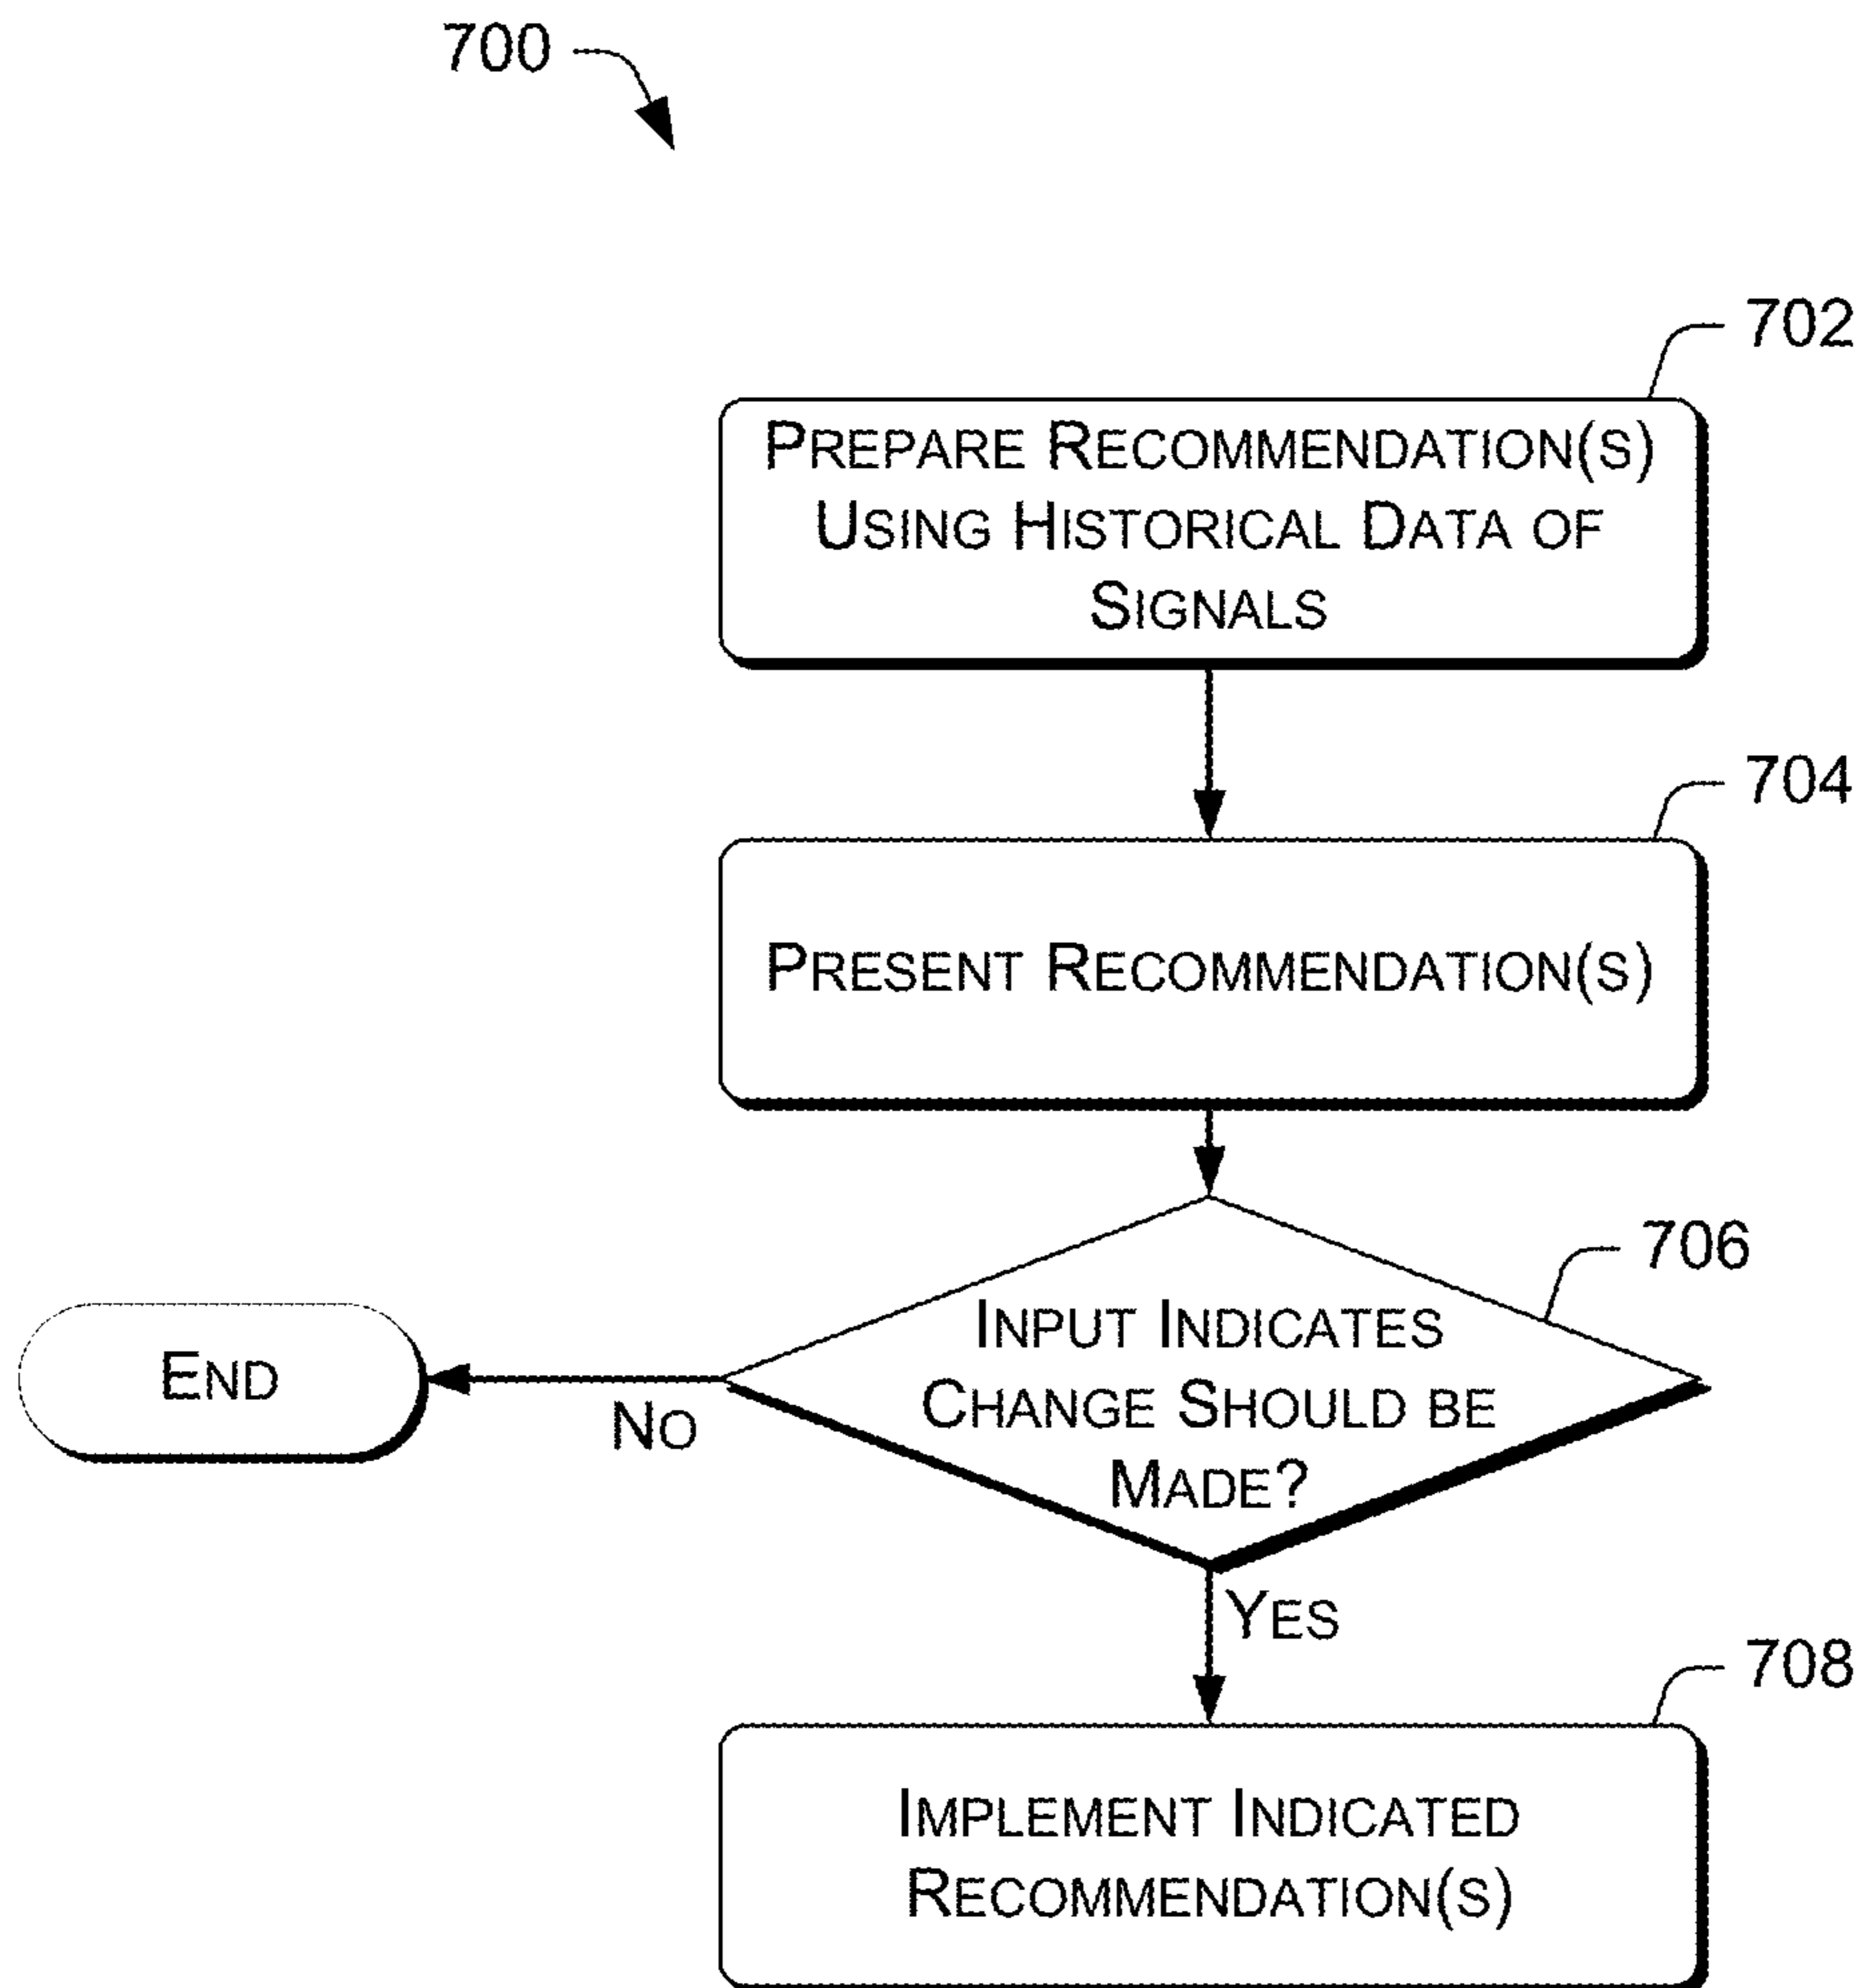 700
702
PREPARE RECOMMENDATION(S)
USING HISTORICAL DATA OF
SIGNALS
704
PRESENT RECOMMENDATION(S)
706
INPUT INDICATES
CHANGE SHOULD BE
MADE?
END
NO
YES
708
IMPLEMENT INDICATED
RECOMMENDATION(S)